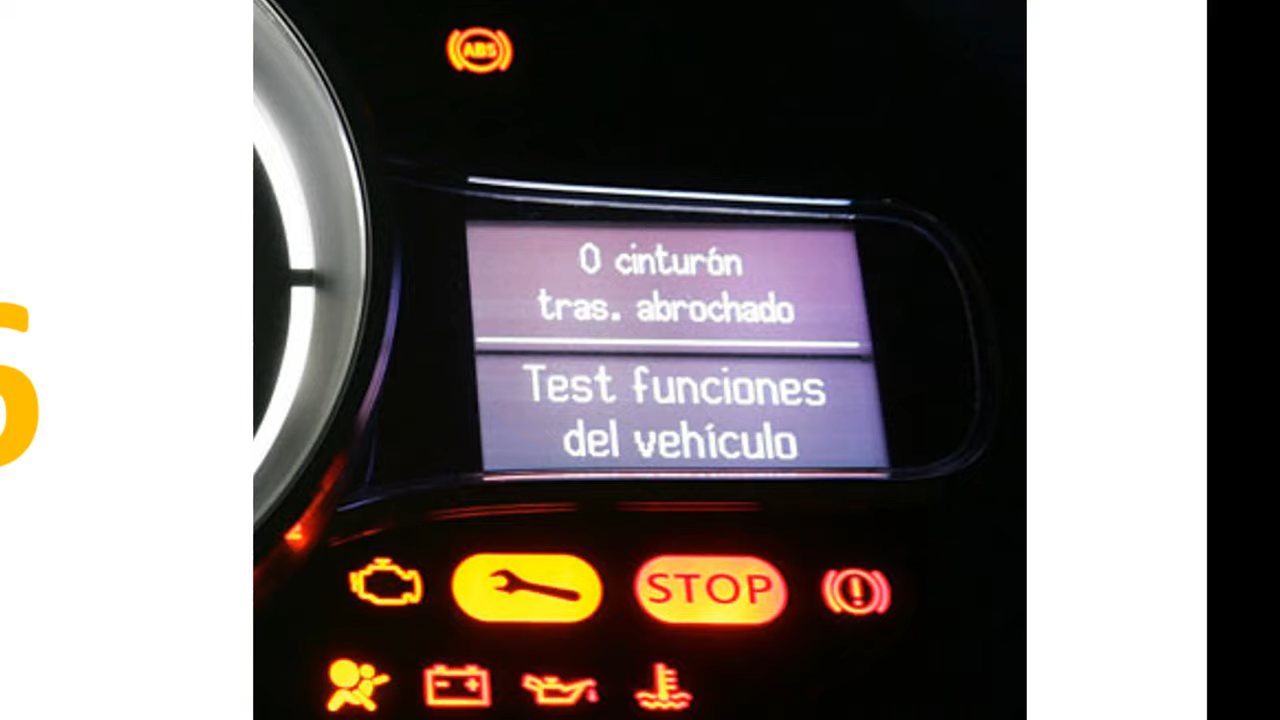 ABS
0 cinturón
tras. abrochado
Test funciones
del vehículo
STOP